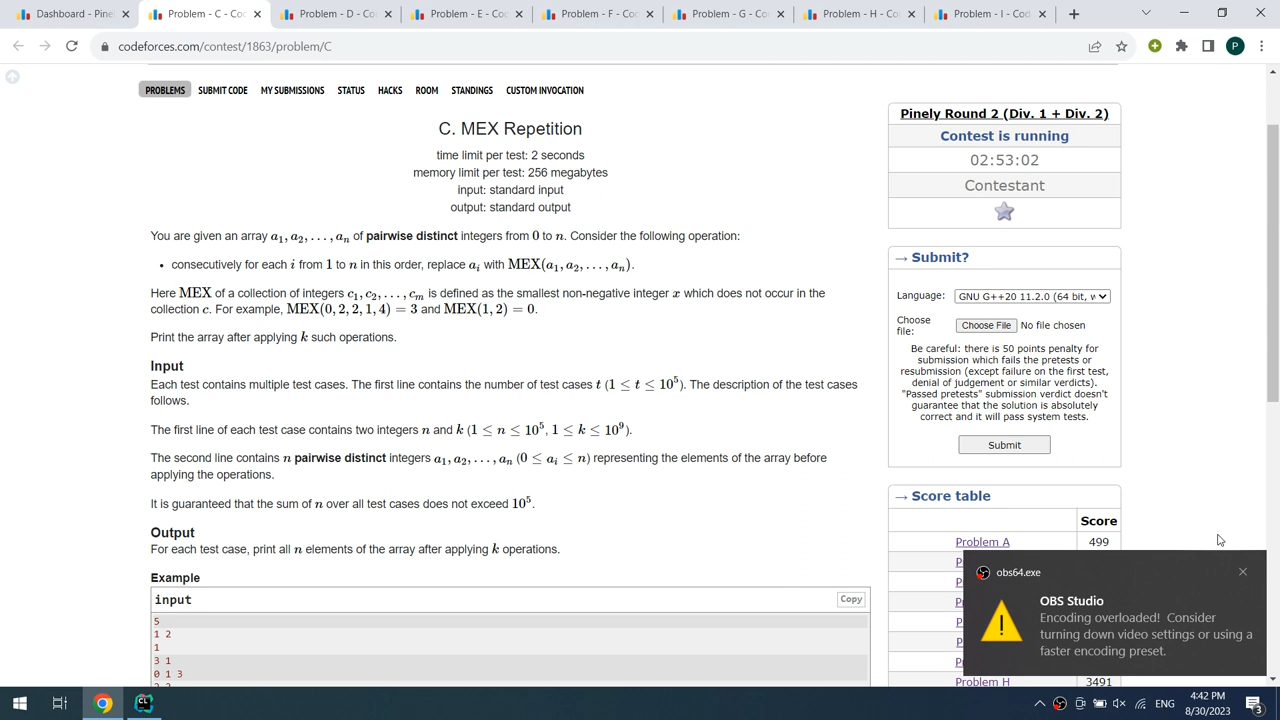 Dashboard - Pinel
Problem - C - Coc
Problem - D - Co
Problem - E - Co
Problem - F - Co
Problem - G - Co
Problem - H - Co
Problem - I - Cod
codeforces.com/contest/1863/problem/C
P
PROBLEMS SUBMIT CODE MY SUBMISSIONS STATUS HACKS ROOM STANDINGS CUSTOM INVOCATION
C. MEX Repetition
time limit per test: 2 seconds
memory limit per test: 256 megabytes
input: standard input
output: standard output
You are given an array a₁, a₂, . . . , aₙ of pairwise distinct integers from 0 to n. Consider the following operation:
• consecutively for each i from 1 to n in this order, replace aᵢ with MEX(a₁, a₂, . . . , aₙ).
Here MEX of a collection of integers c₁, c₂, . . . , cₘ is defined as the smallest non-negative integer x which does not occur in the
collection c. For example, MEX(0, 2, 2, 1, 4) = 3 and MEX(1, 2) = 0.
Print the array after applying k such operations.
Input
Each test contains multiple test cases. The first line contains the number of test cases t (1 ≤ t ≤ 10⁵). The description of the test cases
follows.
The first line of each test case contains two integers n and k (1 ≤ n ≤ 10⁵, 1 ≤ k ≤ 10⁹).
The second line contains n pairwise distinct integers a₁, a₂, . . . , aₙ (0 ≤ aᵢ ≤ n) representing the elements of the array before
applying the operations.
It is guaranteed that the sum of n over all test cases does not exceed 10⁵.
Output
For each test case, print all n elements of the array after applying k operations.
Example
input
Copy
5
1 2
1
3 1
0 1 3
Pinely Round 2 (Div. 1 + Div. 2)
Contest is running
02:53:02
Contestant
→ Submit?
Language: GNU G++20 11.2.0 (64 bit, w
Choose
file: Choose File No file chosen
Be careful: there is 50 points penalty for
submission which fails the pretests or
resubmission (except failure on the first test,
denial of judgement or similar verdicts).
"Passed pretests" submission verdict doesn't
guarantee that the solution is absolutely
correct and it will pass system tests.
Submit
→ Score table
Score
Problem A 499
Problem H 3491
obs64.exe
OBS Studio
Encoding overloaded! Consider
turning down video settings or using a
faster encoding preset.
CL
ENG
4:42 PM
8/30/2023
3